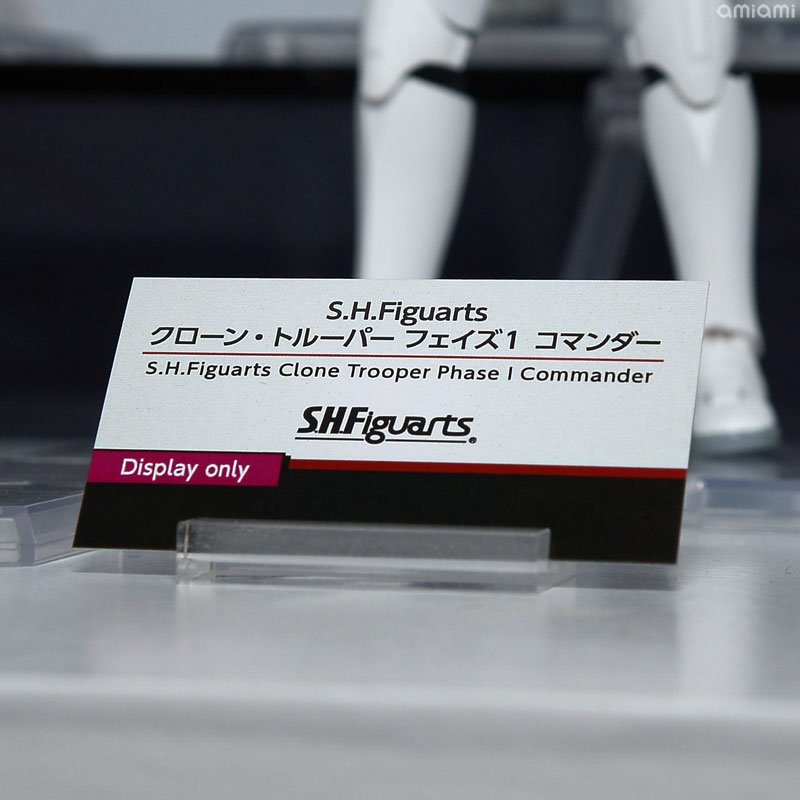 amiami
S.H.Figuarts
クローン・トルーパー フェイズ1 コマンダー
S.H.Figuarts Clone Trooper Phase I Commander
S.H.Figuarts®
Display only